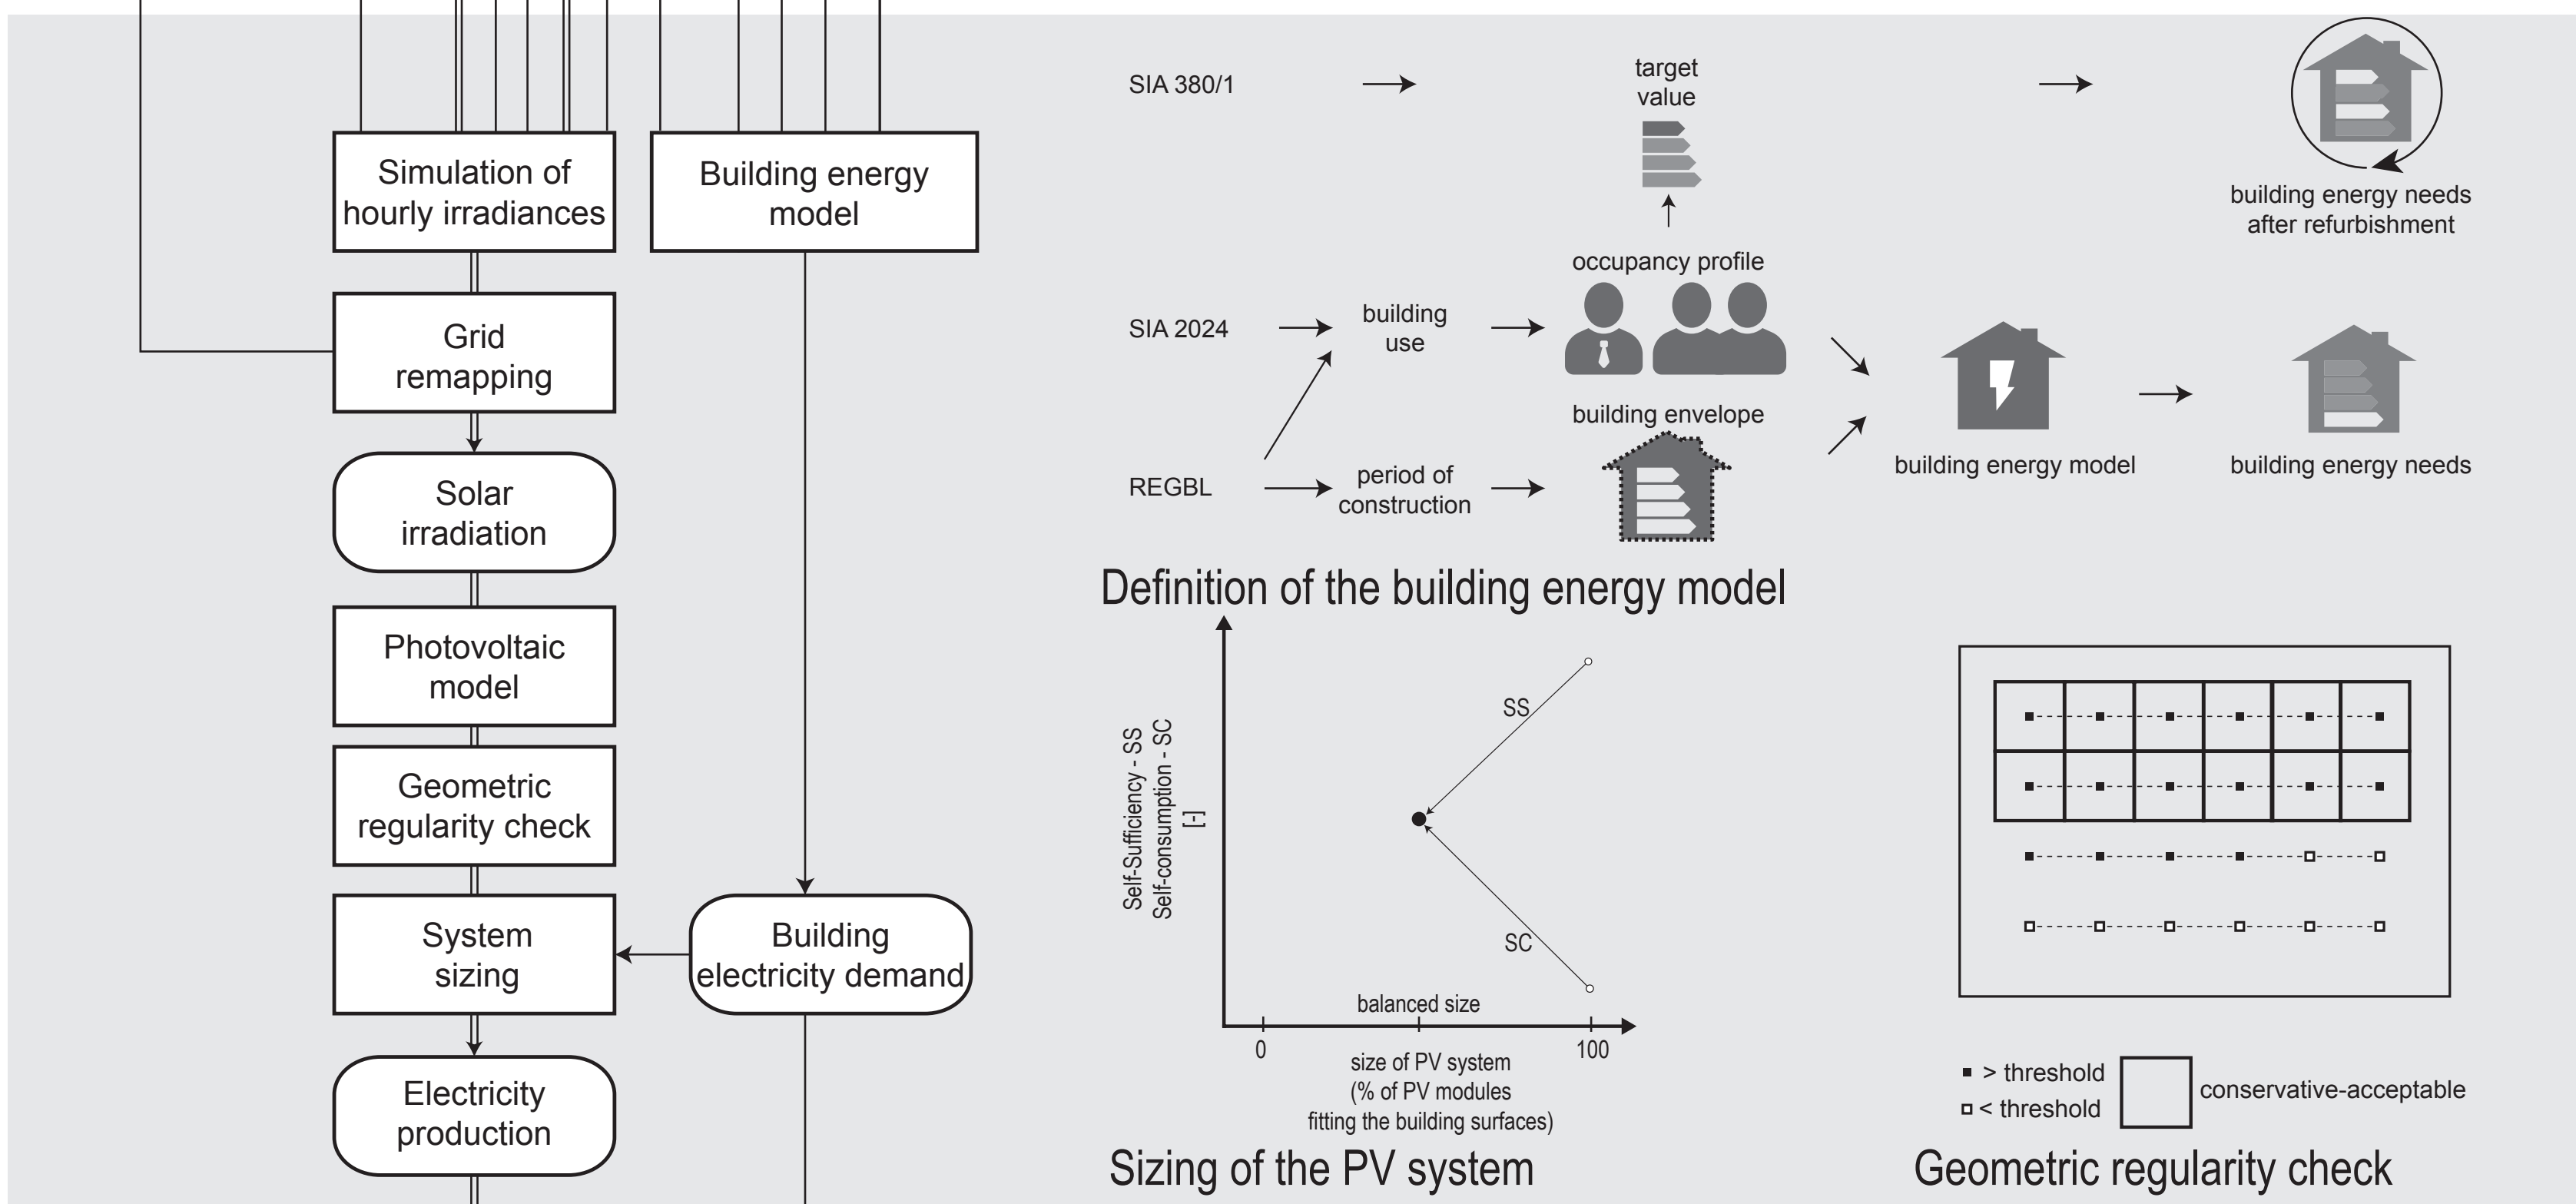 Simulation of
hourly irradiances
Building energy
model
Grid
remapping
Solar
irradiation
Photovoltaic
model
Geometric
regularity check
System
sizing
Building
electricity demand
Electricity
production
SIA 380/1
target
value
building energy needs
after refurbishment
occupancy profile
SIA 2024
building
use
building envelope
REGBL
period of
construction
building energy model
building energy needs
Definition of the building energy model
Self-Sufficiency - SS
Self-consumption - SC
[-]
SS
SC
balanced size
0
100
size of PV system
(% of PV modules
fitting the building surfaces)
Sizing of the PV system
> threshold
< threshold
conservative-acceptable
Geometric regularity check